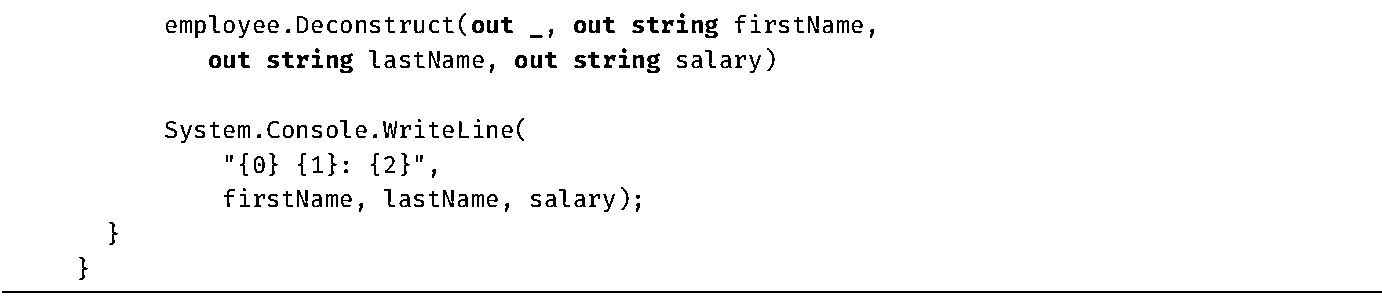 employee.Deconstruct(out _, out string firstName,
out string lastName, out string salary)
System.Console.WriteLine(
"{0} {1}: {2}",
firstName, lastName, salary);
}
}